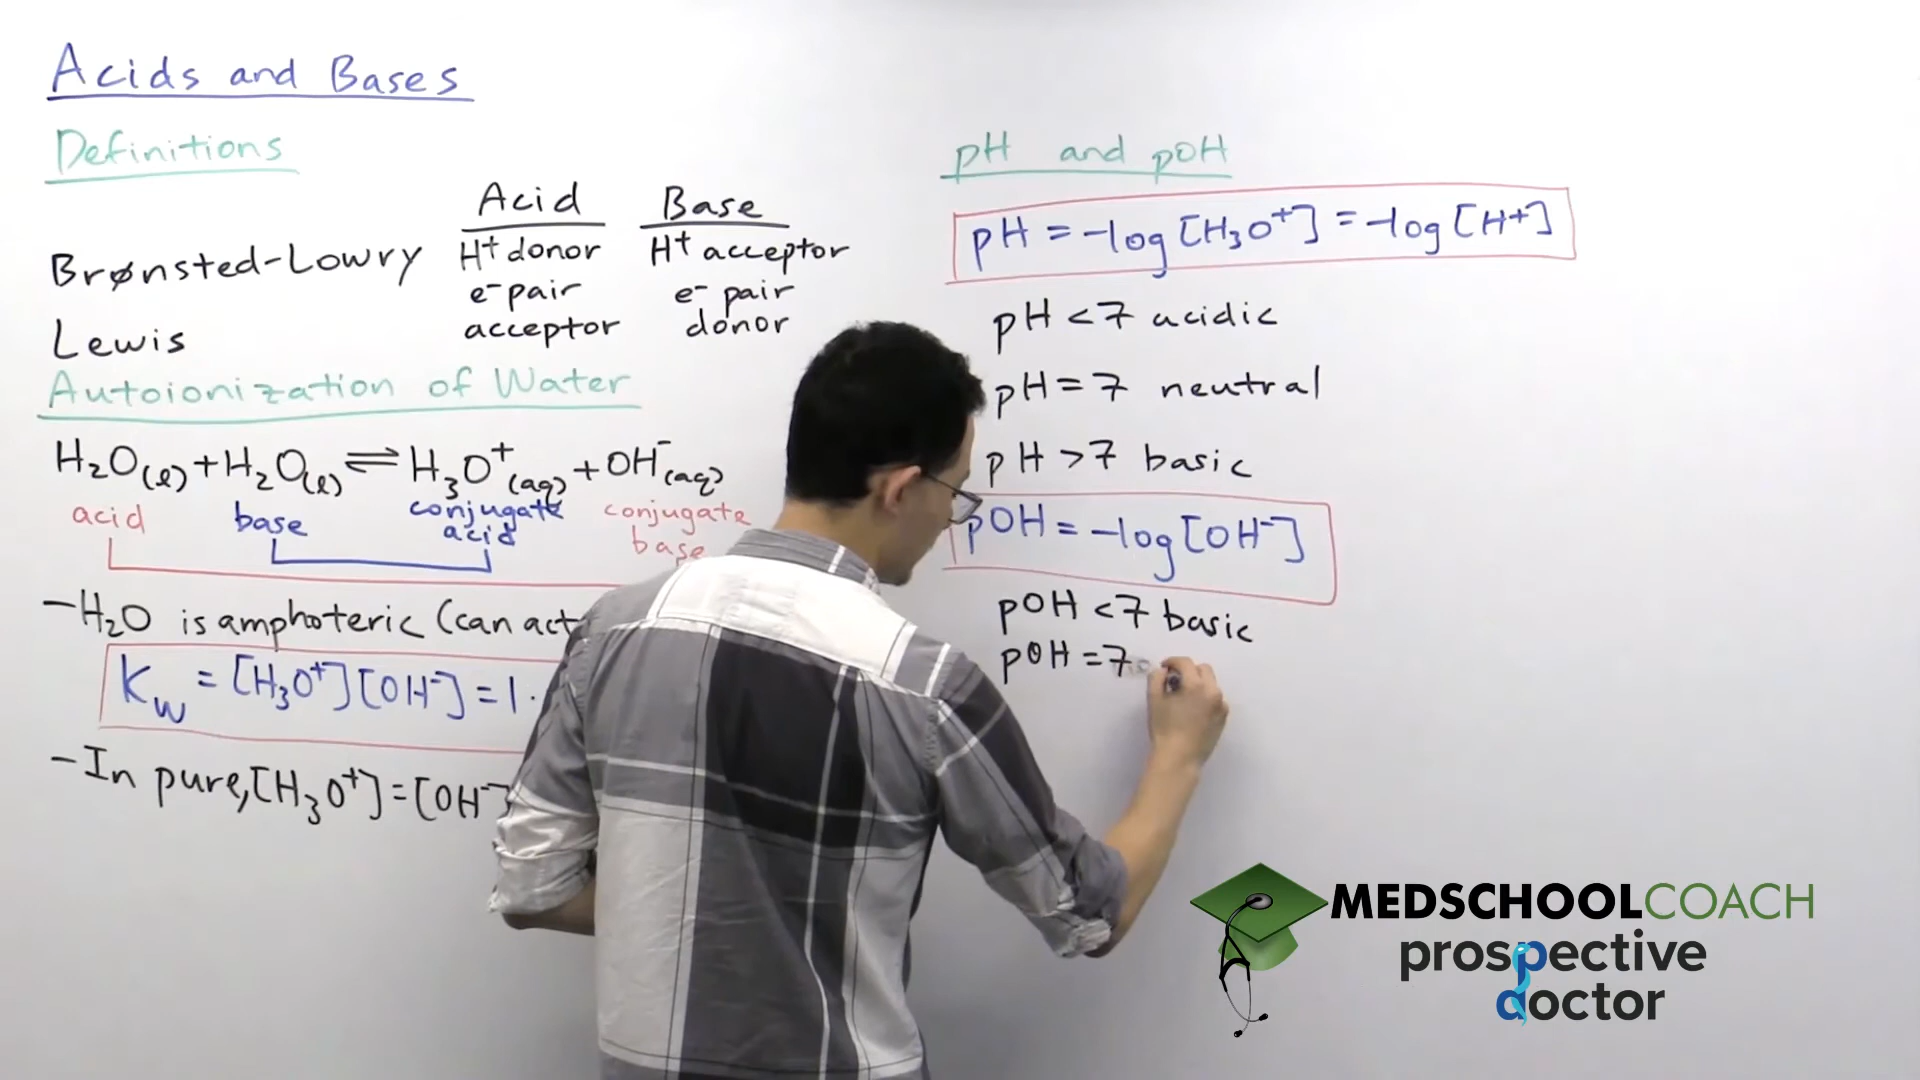 Acids and Bases
Definitions
Acid Base
Brønsted-Lowry H⁺ donor H⁺ acceptor
Lewis e⁻ pair acceptor e⁻ pair donor
Autoionization of Water
H₂O(l) + H₂O(l) ⇌ H₃O⁺(aq) + OH⁻(aq)
acid base conjugate acid conjugate base
- H₂O is amphoteric (can act
Kw = [H₃O⁺][OH⁻] = 1 ·
- In pure, [H₃O⁺] = [OH⁻]
pH and pOH
pH = -log[H₃O⁺] = -log[H⁺]
pH < 7 acidic
pH = 7 neutral
pH > 7 basic
pOH = -log[OH⁻]
pOH < 7 basic
pOH = 7
MEDSCHOOLCOACH
prospective
doctor